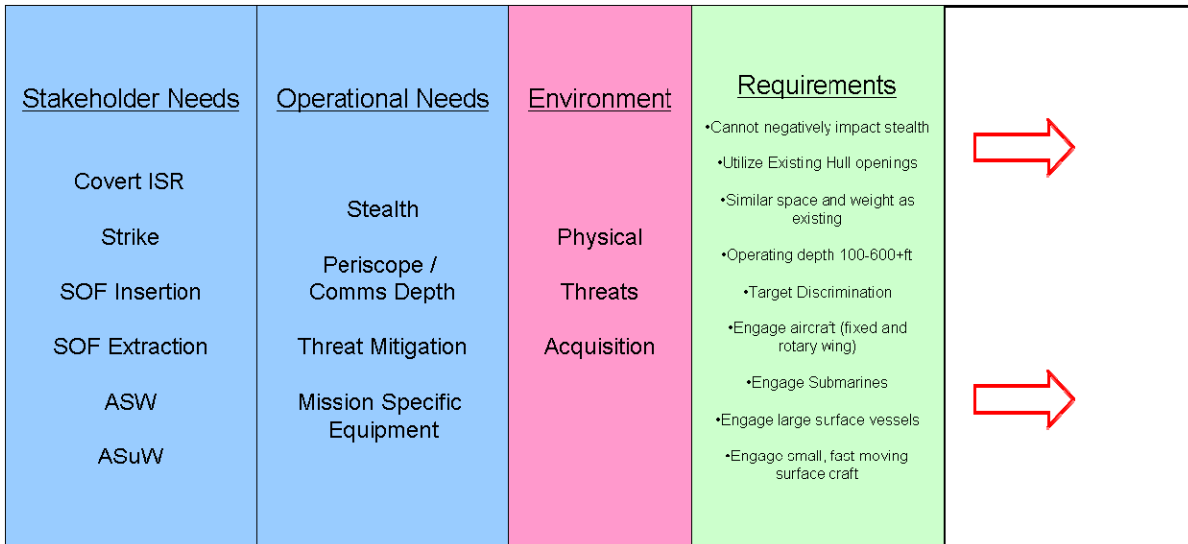 Stakeholder Needs
Covert ISR
Strike
SOF Insertion
SOF Extraction
ASW
ASuW
Operational Needs
Stealth
Periscope /
Comms Depth
Threat Mitigation
Mission Specific
Equipment
Environment
Physical
Threats
Acquisition
Requirements
•Cannot negatively impact stealth
•Utilize Existing Hull openings
•Similar space and weight as
existing
•Operating depth 100-600+ft
•Target Discrimination
•Engage aircraft (fixed and
rotary wing)
•Engage Submarines
•Engage large surface vessels
•Engage small, fast moving
surface craft